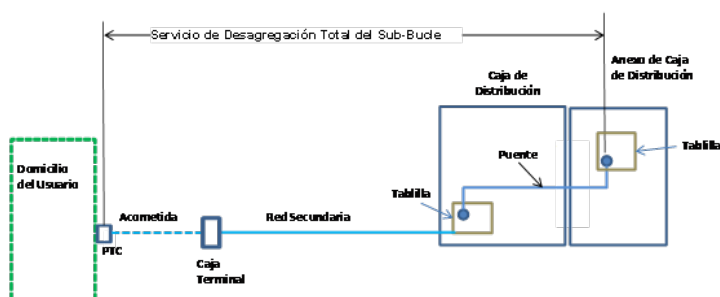 Servicio de Desagregación Total del Sub-Bucle
Anexo de Caja
de Distribución
Caja de
Distribución
Tablilla
Puente
Domicilio
del Usuario
Tablilla
Acometida
Red Secundaria
PTC
Caja
Terminal